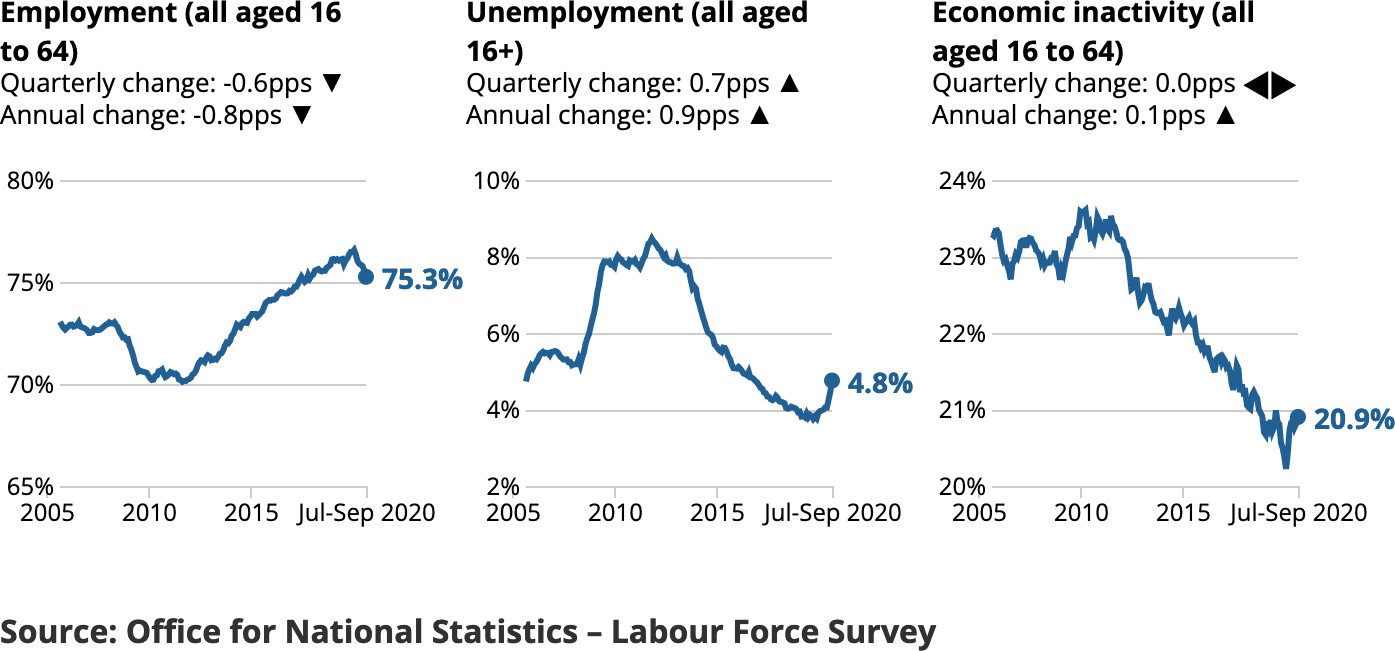 Employment (all aged 16
to 64)
Quarterly change: -0.6pps ▼
Annual change: -0.8pps ▼
80%
75%
70%
65%
75.3%
2005 2010 2015 Jul-Sep 2020
Unemployment (all aged
16+)
Quarterly change: 0.7pps ▲
Annual change: 0.9pps ▲
10%
8%
6%
4%
2%
4.8%
2005 2010 2015 Jul-Sep 2020
Economic inactivity (all
aged 16 to 64)
Quarterly change: 0.0pps ◀▶
Annual change: 0.1pps ▲
24%
23%
22%
21%
20%
20.9%
2005 2010 2015 Jul-Sep 2020
Source: Office for National Statistics – Labour Force Survey